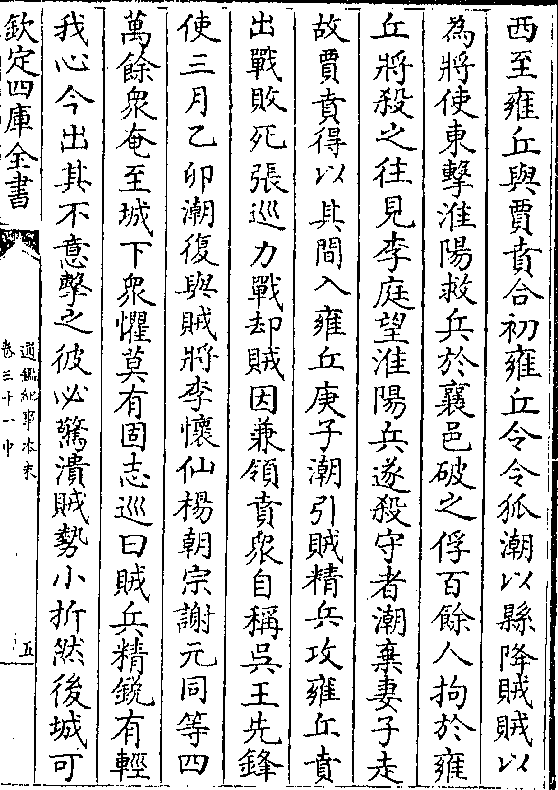 西至雍丘與賈賁合初雍丘令令狐潮以縣降賊賊以
為將使東擊淮陽救兵於襄邑破之俘百餘人拘於雍
丘將殺之往見李庭望淮陽兵遂殺守者潮棄妻子走
故賈賁得以其間入雍丘庚子潮引賊精兵攻雍丘賁
出戰敗死張巡力戰却賊因兼領賁衆自稱吳王先鋒
使三月乙卯潮復與賊將李懷仙楊朝宗謝元同等四
萬餘衆奄至城下衆懼莫有固志巡曰賊兵精鋭有輕
我心今出其不意擊之彼必驚潰賊勢小折然後城可
欽定四庫全書
通鑑紀事本末
卷三十一中
五